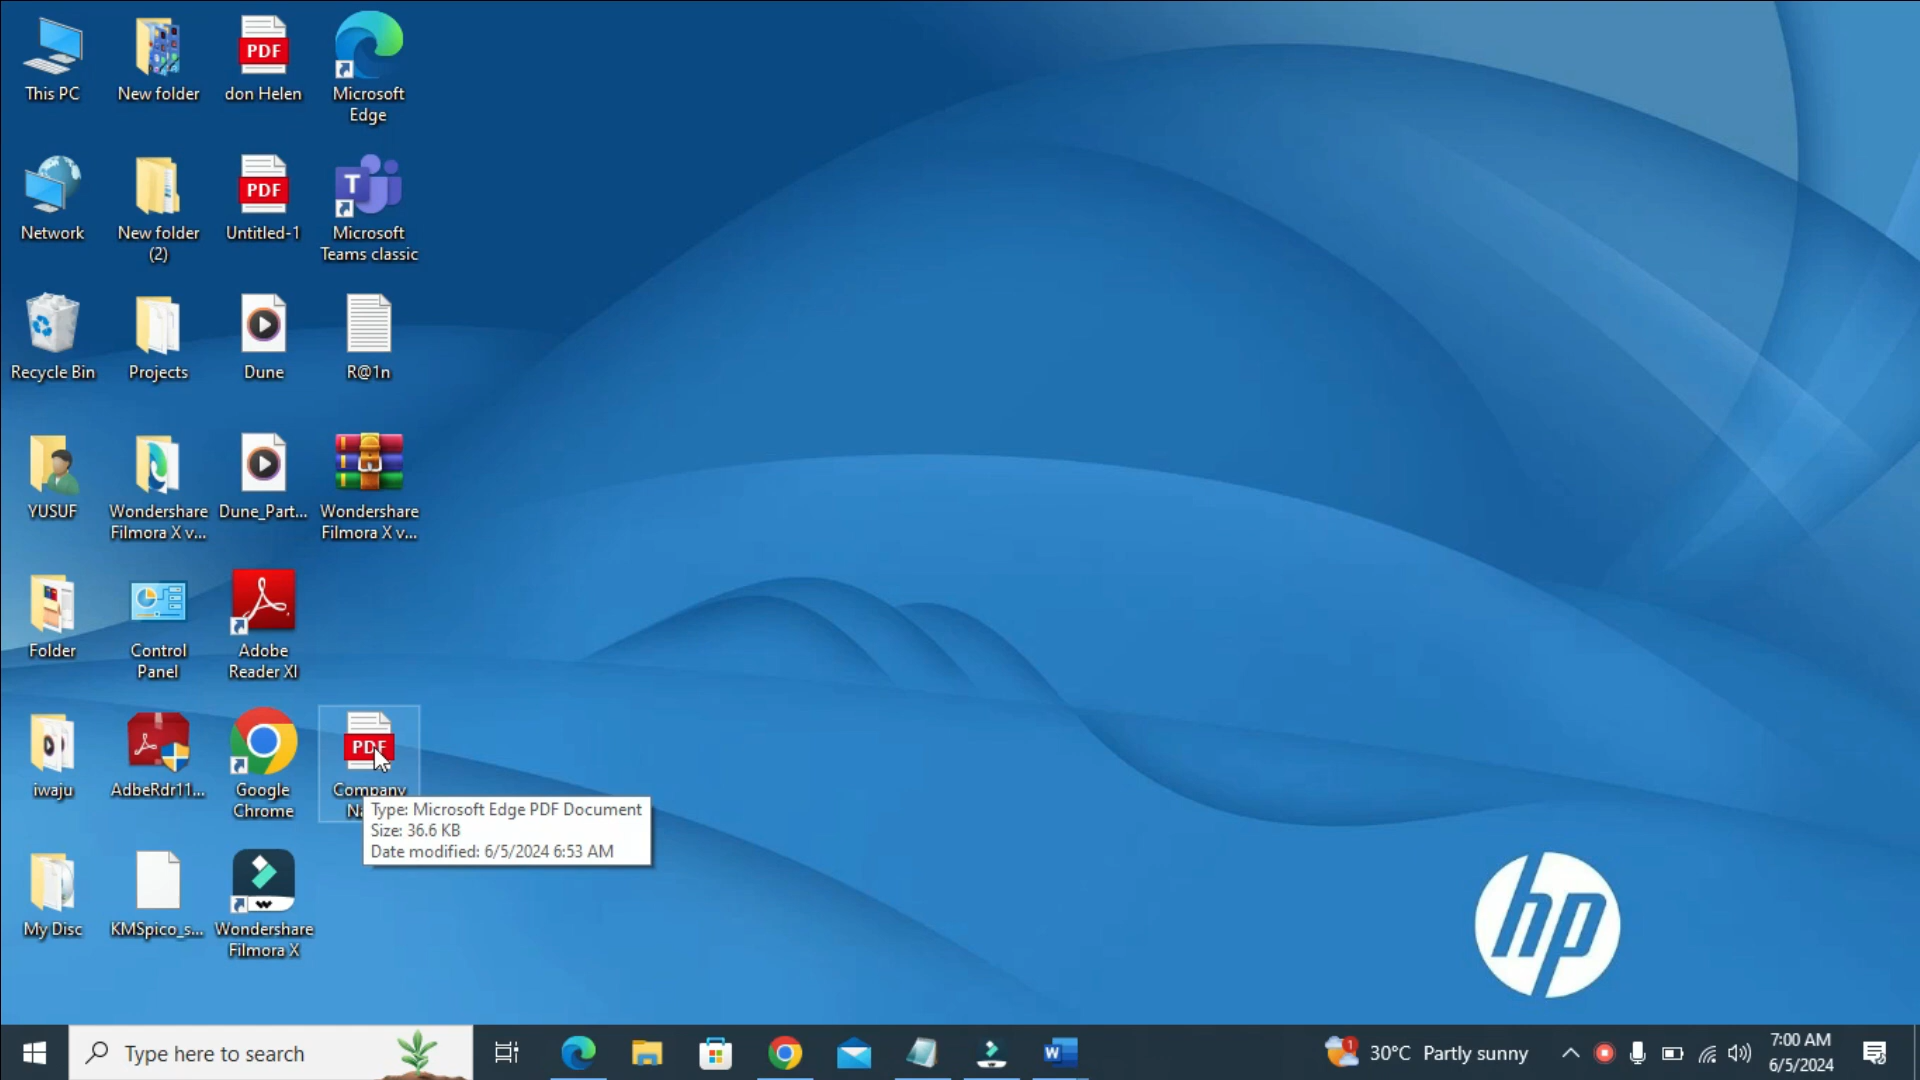 This PC
New folder
PDF
don Helen
Microsoft
Edge
Network
New folder
(2)
PDF
Untitled-1
T
Microsoft
Teams classic
Recycle Bin
Projects
Dune
R@1n
YUSUF
Wondershare
Filmora X v...
Dune_Part...
Wondershare
Filmora X v...
Folder
Control
Panel
Adobe
Reader XI
iwaju
AdbeRdr11...
Google
Chrome
PDF
Company
Type: Microsoft Edge PDF Document
Size: 36.6 KB
Date modified: 6/5/2024 6:53 AM
My Disc
KMSpico_s...
Wondershare
Filmora X
hp
Type here to search
W
1
30°C Partly sunny
7:00 AM
6/5/2024